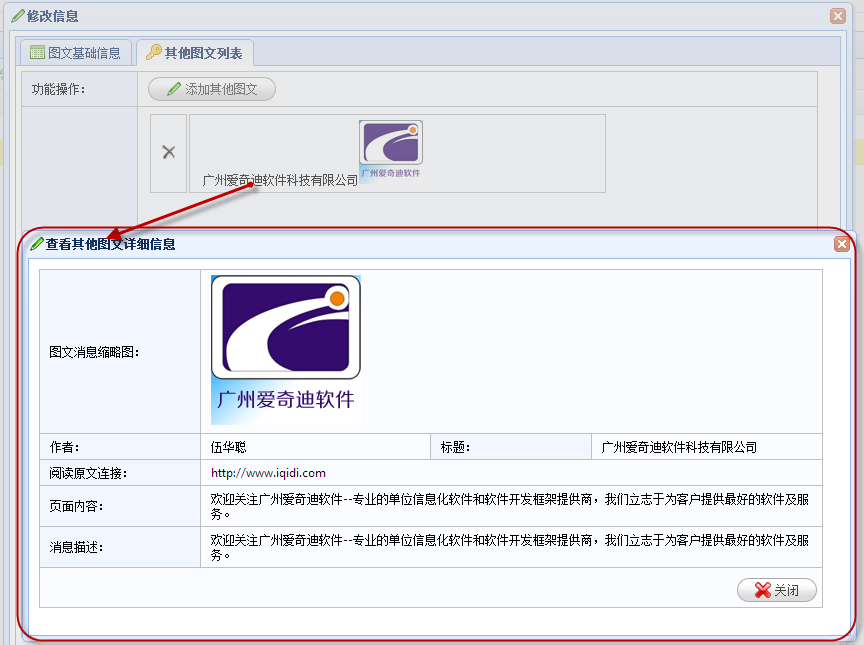 修改信息
图文基础信息 其他图文列表
功能操作： 添加其他图文
广州爱奇迪软件
广州爱奇迪软件科技有限公司
查看其他图文详细信息
图文消息缩略图：
广州爱奇迪软件
作者： 伍华聪 标题： 广州爱奇迪软件科技有限公司
阅读原文连接： http://www.iqidi.com
页面内容： 欢迎关注广州爱奇迪软件--专业的单位信息化软件和软件开发框架提供商，我们立志于为客户提供最好的软件及服
务。
消息描述： 欢迎关注广州爱奇迪软件--专业的单位信息化软件和软件开发框架提供商，我们立志于为客户提供最好的软件及服
务。
关闭